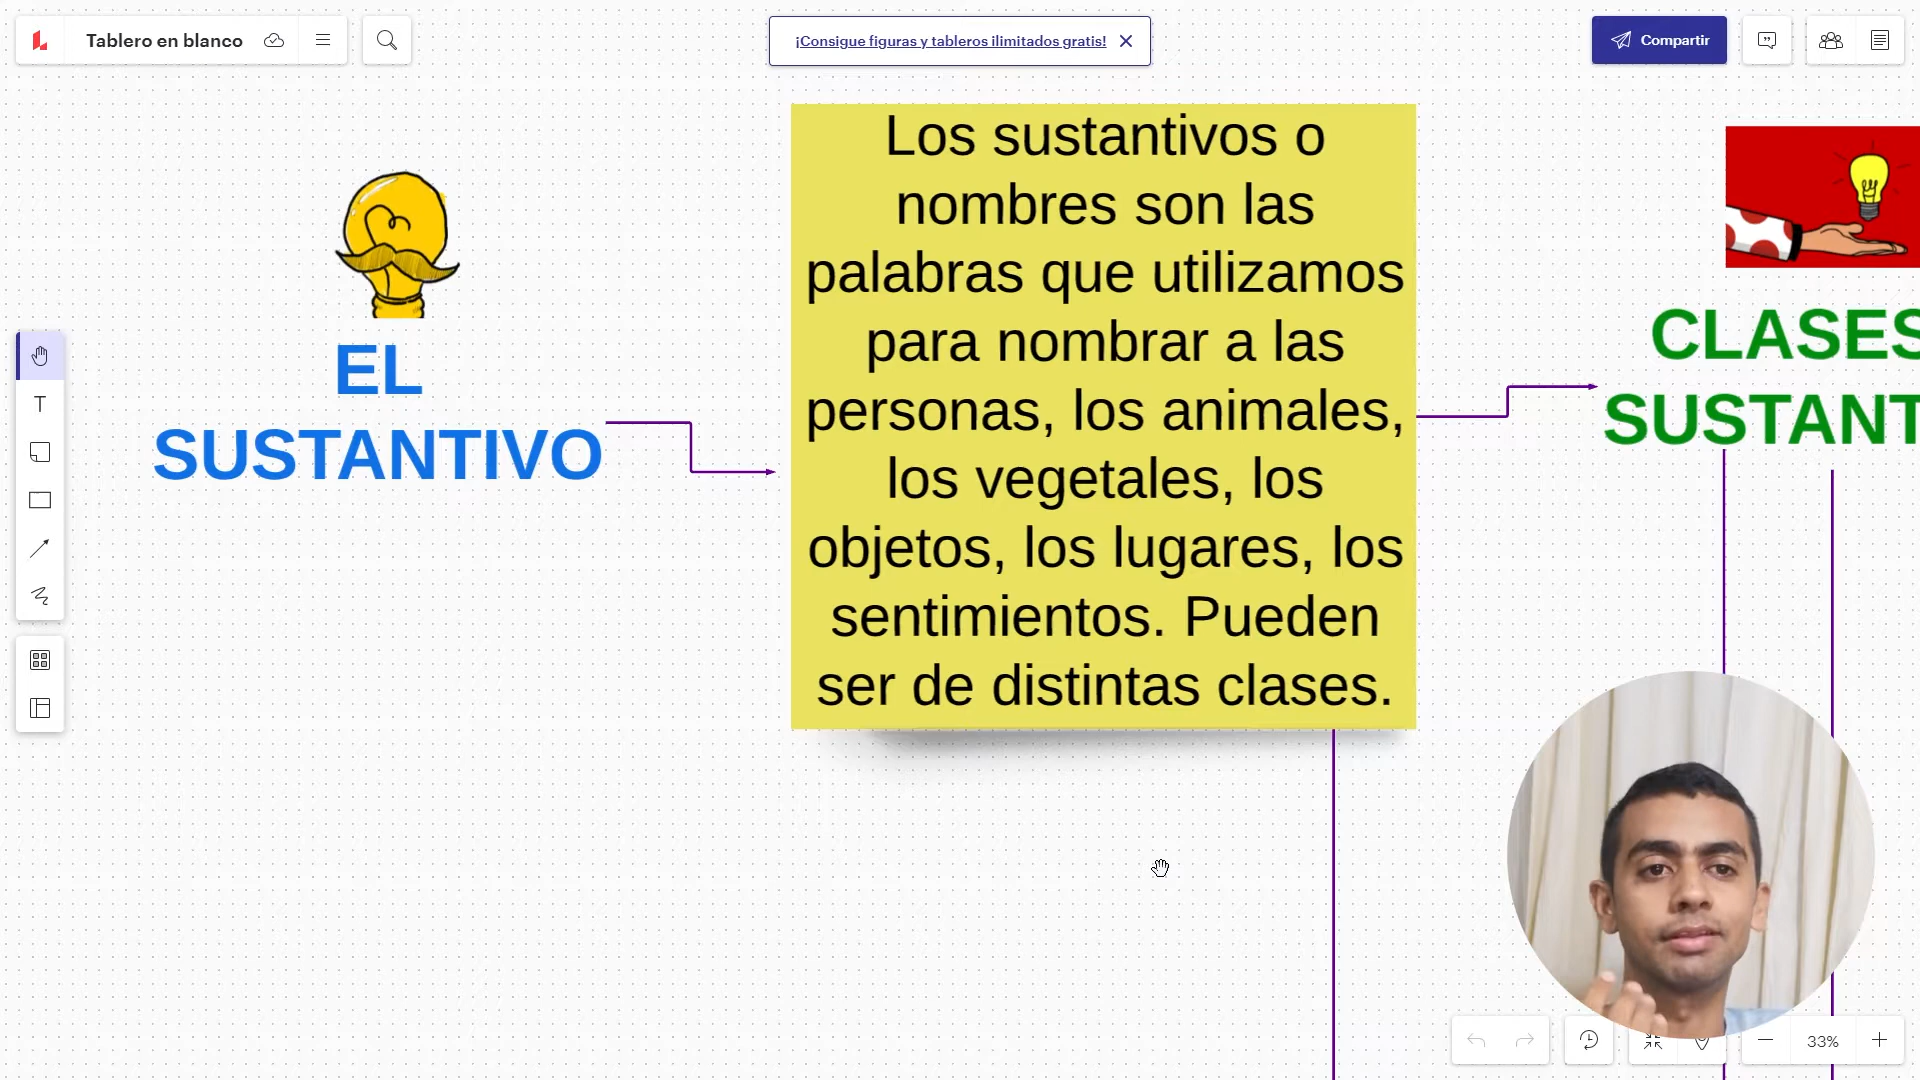 Tablero en blanco
¡Consigue figuras y tableros ilimitados gratis!
Compartir
EL
SUSTANTIVO
Los sustantivos o
nombres son las
palabras que utilizamos
para nombrar a las
personas, los animales,
los vegetales, los
objetos, los lugares, los
sentimientos. Pueden
ser de distintas clases.
CLASES
SUSTANT
T
33%